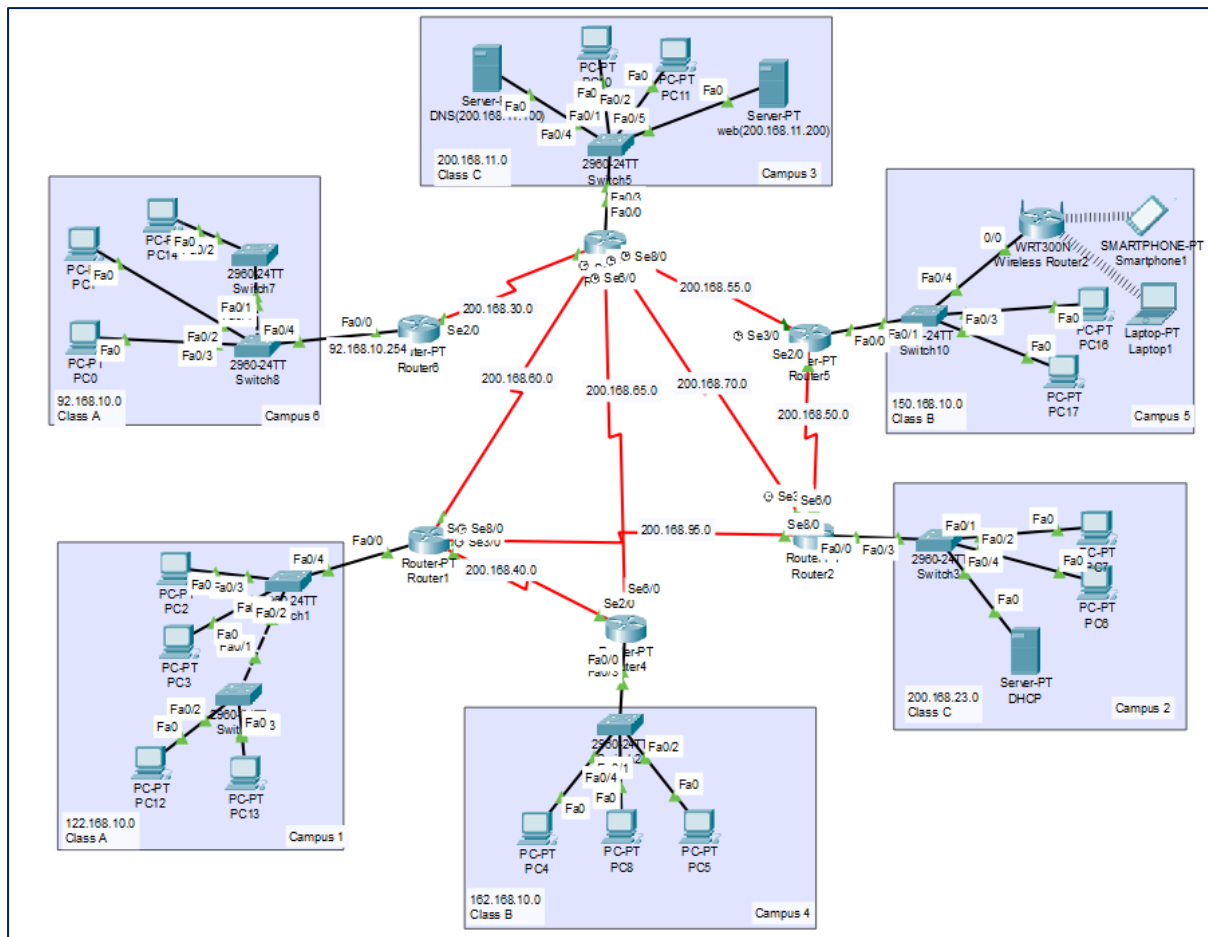 PC-PT
PC-PT
PC11
Fa0
Fa0
Fa0
Fa0
Fa0/2
Fa0/1
Fa0/5
Fa0/4
Server-PT
web(200.168.11.200)
200.168.11.0
Class C
2960-24TT
Switch5
Campus 3
Fa0/0
Se8/0
Se6/0
200.168.30.0
200.168.55.0
200.168.60.0
200.168.65.0
200.168.70.0
200.168.50.0
200.168.40.0
PC14
Fa0
2960-24TT
Switch7
Fa0
Fa0/1
Fa0/2
Fa0/4
Fa0/3
Fa0
PC0
2960-24TT
Switch8
92.168.10.0
Class A
Campus 6
Fa0/0
92.168.10.254
Se2/0
Router6
0/0
WRT300N
Wireless Router2
SMARTPHONE-PT
Smartphone1
Fa0/4
Fa0/3
Fa0
PC-PT
PC16
Laptop-PT
Laptop1
Se3/0
Se2/0
Router5
Fa0/0
Fa0/1
Switch10
Fa0
PC-PT
PC17
150.168.10.0
Class B
Campus 5
Se6/0
Se8/0
Router2
Fa0/0
Fa0/3
Fa0/1
Fa0/2
Fa0/4
Switch3
Fa0
Fa0
PC-PT
PC6
Fa0
Server-PT
DHCP
200.168.23.0
Class C
Campus 2
Se8/0
Se3/0
Router-PT
Router1
Fa0/0
Fa0/4
Fa0
PC-PT
PC2
Fa0/2
Fa0
PC-PT
PC3
Fa0/2
Fa0
Fa0
PC-PT
PC12
PC-PT
PC13
122.168.10.0
Class A
Campus 1
Se6/0
Se2/0
Fa0/0
Fa0/2
Fa0/4
Fa0
Fa0
Fa0
PC-PT
PC4
PC-PT
PC8
PC-PT
PC5
162.168.10.0
Class B
Campus 4